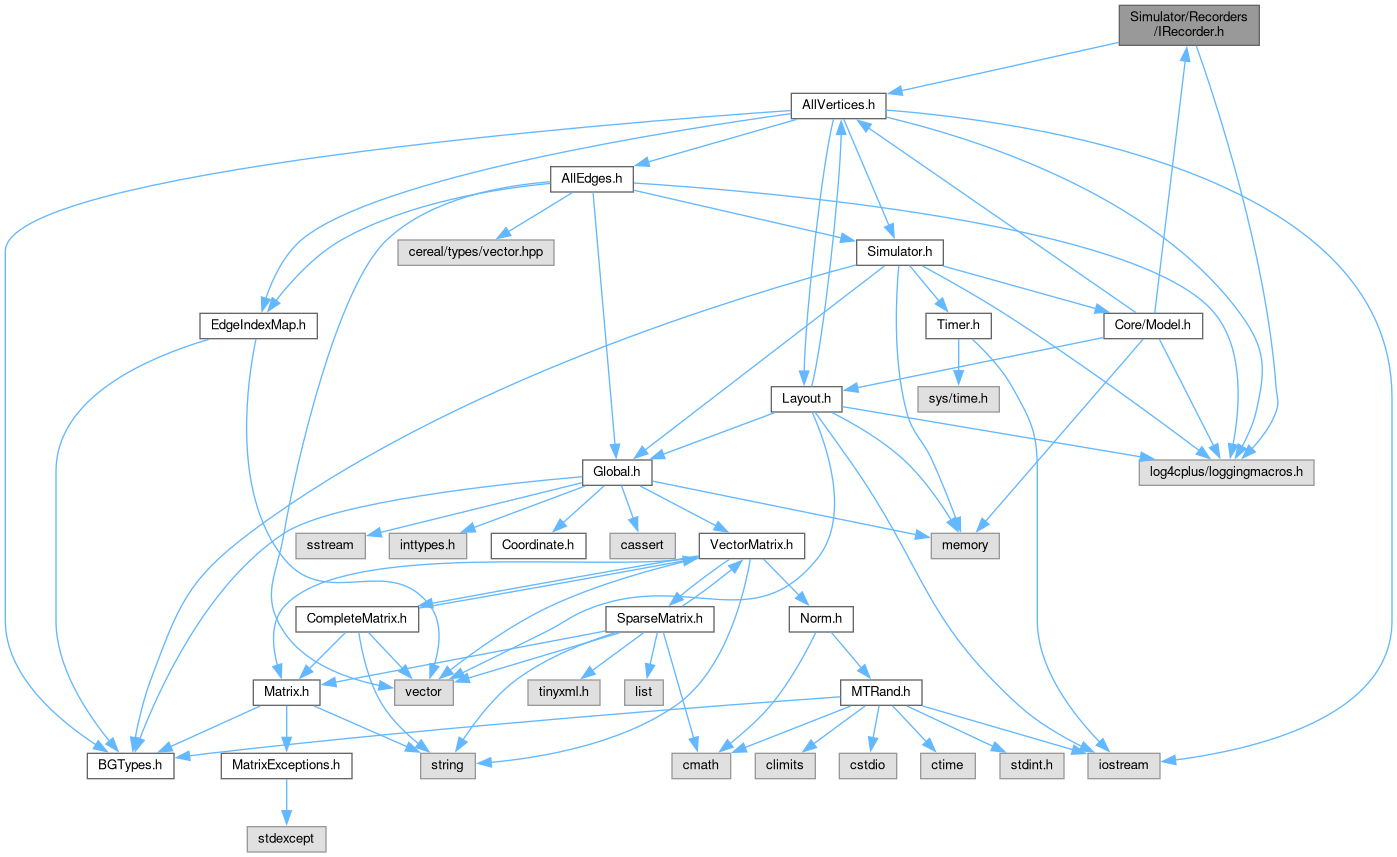 Simulator/Recorders
/IRecorder.h
AllVertices.h
AllEdges.h
cereal/types/vector.hpp
Simulator.h
EdgeIndexMap.h
Timer.h
Core/Model.h
Layout.h
sys/time.h
Global.h
log4cplus/loggingmacros.h
sstream
inttypes.h
Coordinate.h
cassert
VectorMatrix.h
memory
CompleteMatrix.h
SparseMatrix.h
Norm.h
Matrix.h
vector
tinyxml.h
list
MTRand.h
BGTypes.h
MatrixExceptions.h
string
cmath
climits
cstdio
ctime
stdint.h
iostream
stdexcept